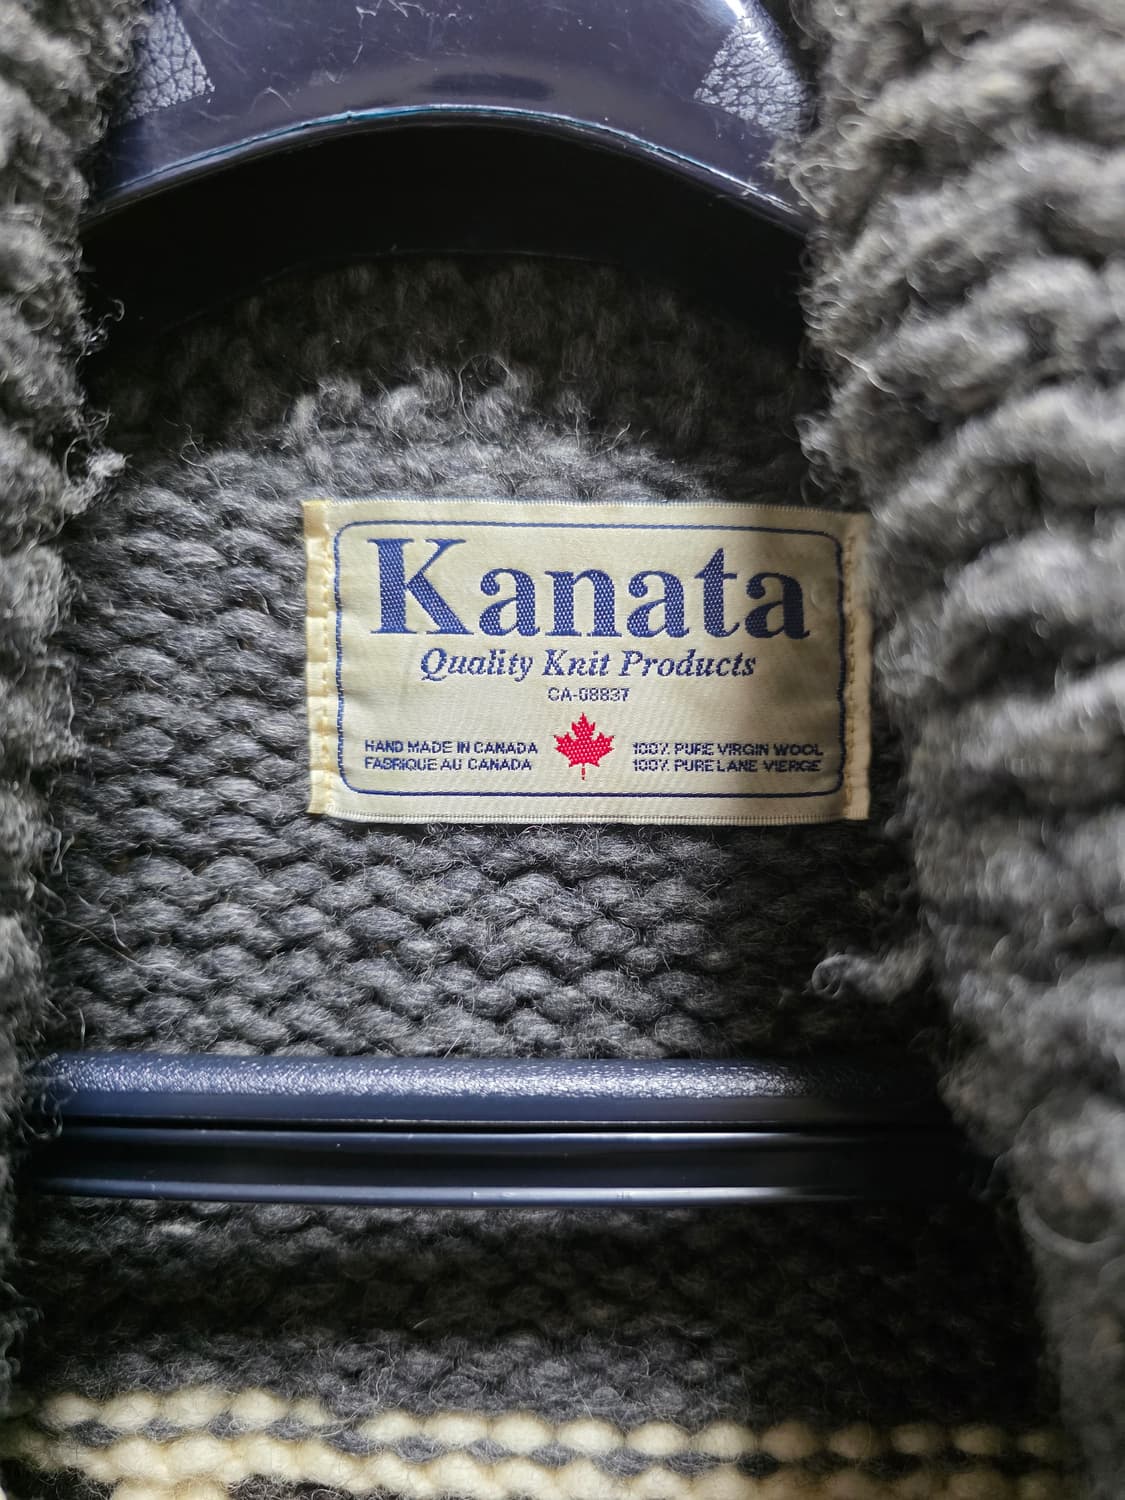 Kanata
Quality Knit Products
CA-08837
HAND MADE IN CANADA
FABRIQUE AU CANADA
100% PURE VIRGIN WOOL
100% PURE LANE VIERGE